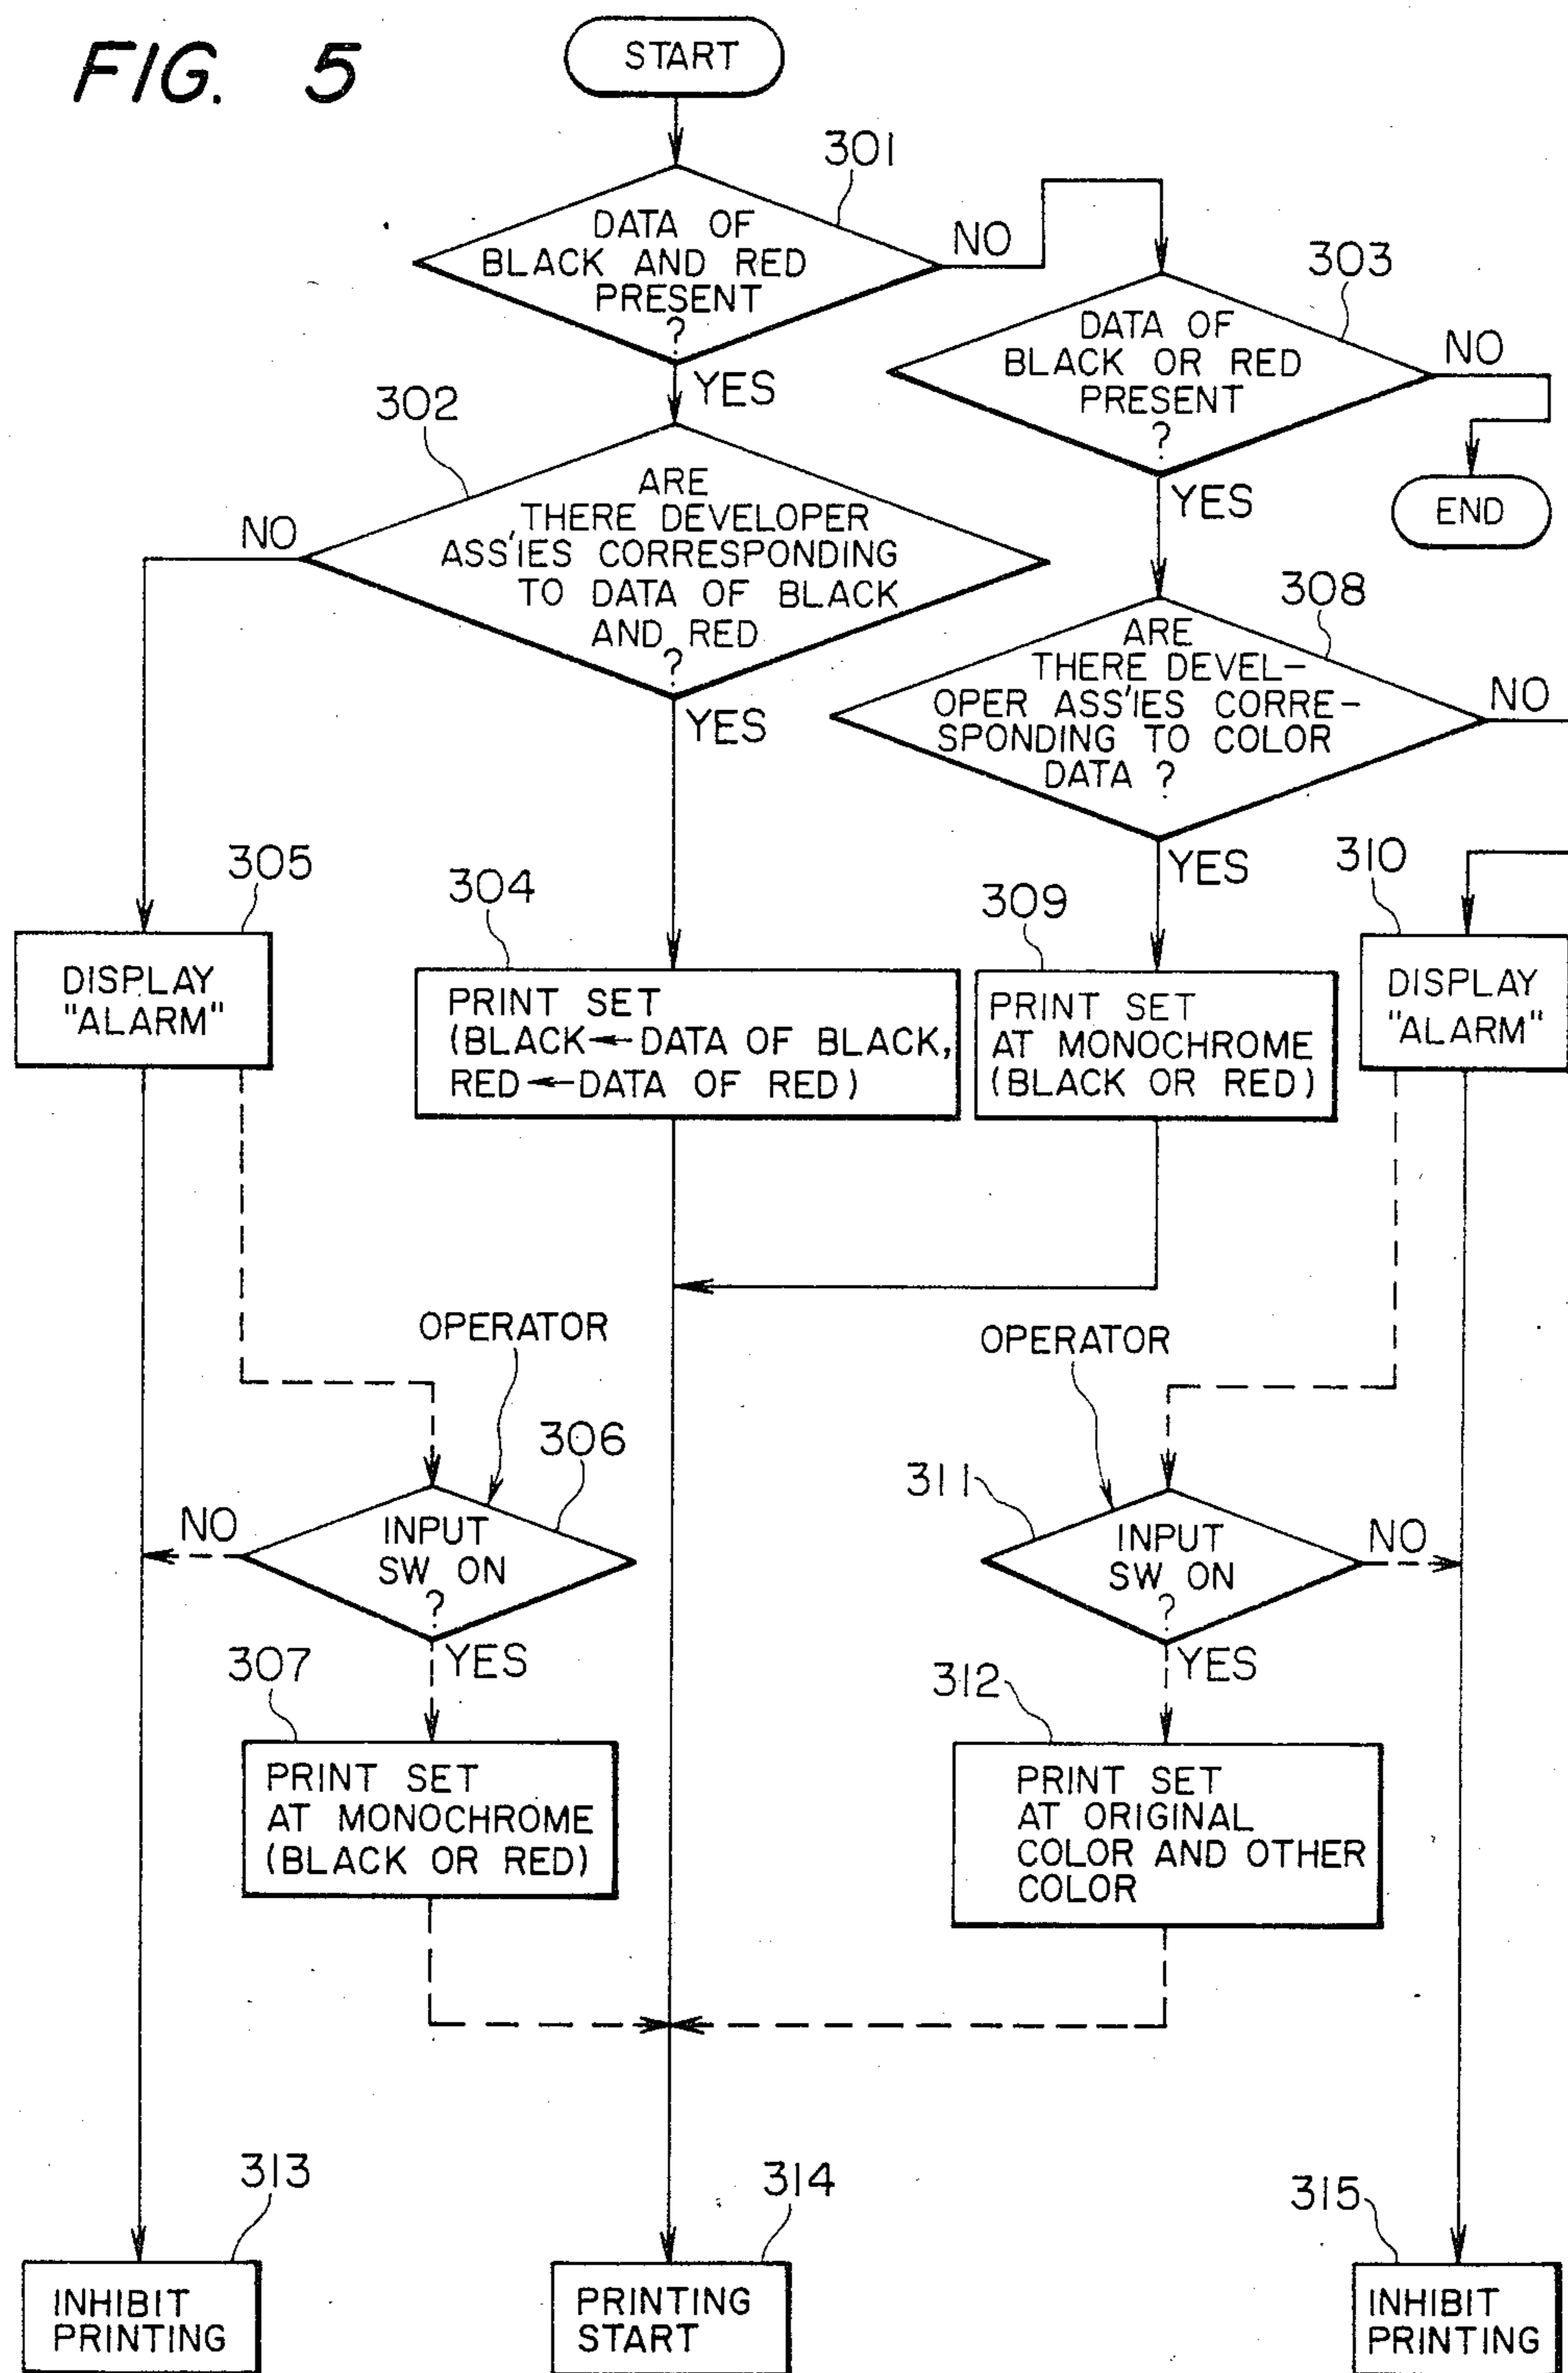 FIG. 5
START
301
DATA OF
BLACK AND RED
PRESENT
?
NO
YES
303
DATA OF
BLACK OR RED
PRESENT
?
NO
YES
END
302
ARE
THERE DEVELOPER
ASS'IES CORRESPONDING
TO DATA OF BLACK
AND RED
?
NO
YES
308
ARE
THERE DEVEL-
OPER ASS'IES CORRE-
SPONDING TO COLOR
DATA ?
NO
YES
305
DISPLAY
"ALARM"
304
PRINT SET
(BLACK←DATA OF BLACK,
RED←DATA OF RED)
309
PRINT SET
AT MONOCHROME
(BLACK OR RED)
310
DISPLAY
"ALARM"
OPERATOR
306
INPUT
SW ON
?
NO
YES
OPERATOR
311
INPUT
SW ON
?
NO
YES
307
PRINT SET
AT MONOCHROME
(BLACK OR RED)
312
PRINT SET
AT ORIGINAL
COLOR AND OTHER
COLOR
313
INHIBIT
PRINTING
314
PRINTING
START
315
INHIBIT
PRINTING